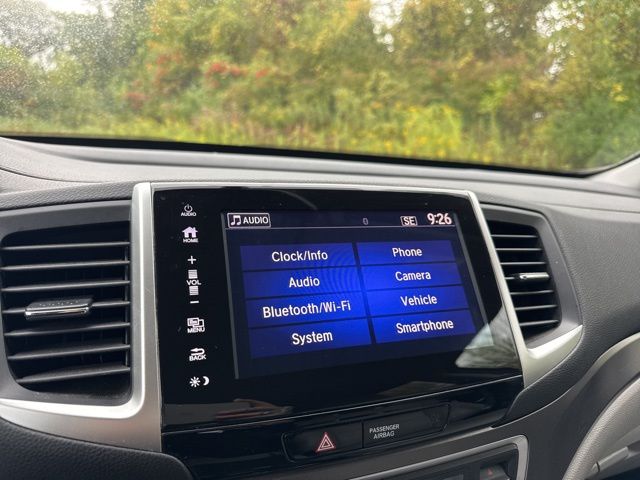 AUDIO
HOME
+
VOL
−
MENU
BACK
AUDIO
SE
9:26
Clock/Info
Phone
Audio
Camera
Bluetooth/Wi-Fi
Vehicle
System
Smartphone
PASSENGER
AIRBAG